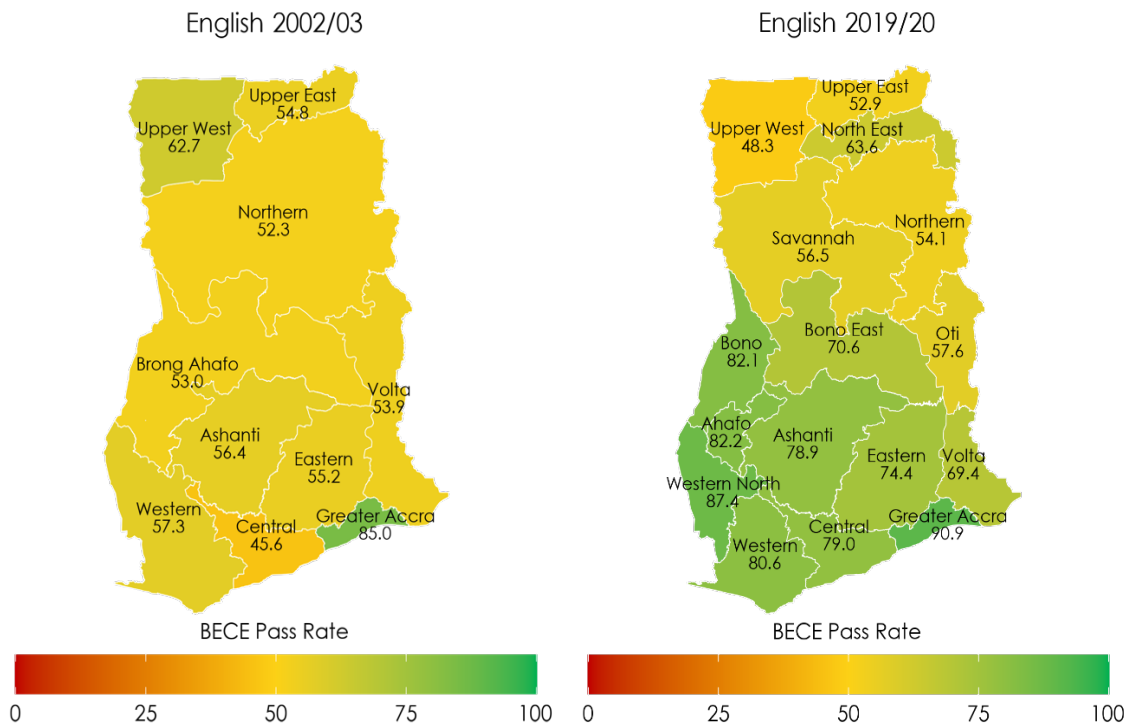 English 2002/03
Upper East
54.8
Upper West
62.7
Northern
52.3
Brong Ahafo
53.0
Volta
53.9
Ashanti
56.4
Eastern
55.2
Western
57.3
Central
45.6
Greater Accra
85.0
BECE Pass Rate
0 25 50 75 100
English 2019/20
Upper East
52.9
Upper West
48.3
North East
63.6
Northern
54.1
Savannah
56.5
Bono East
70.6
Oti
57.6
Bono
82.1
Ahafo
82.2
Ashanti
78.9
Eastern
74.4
Volta
69.4
Western North
87.4
Greater Accra
90.9
Central
79.0
Western
80.6
BECE Pass Rate
0 25 50 75 100